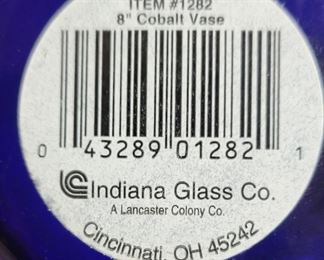 ITEM #1282
8" Cobalt Vase
0 43289 01282 1
Indiana Glass Co.
A Lancaster Colony Co.
Cincinnati, OH 45242